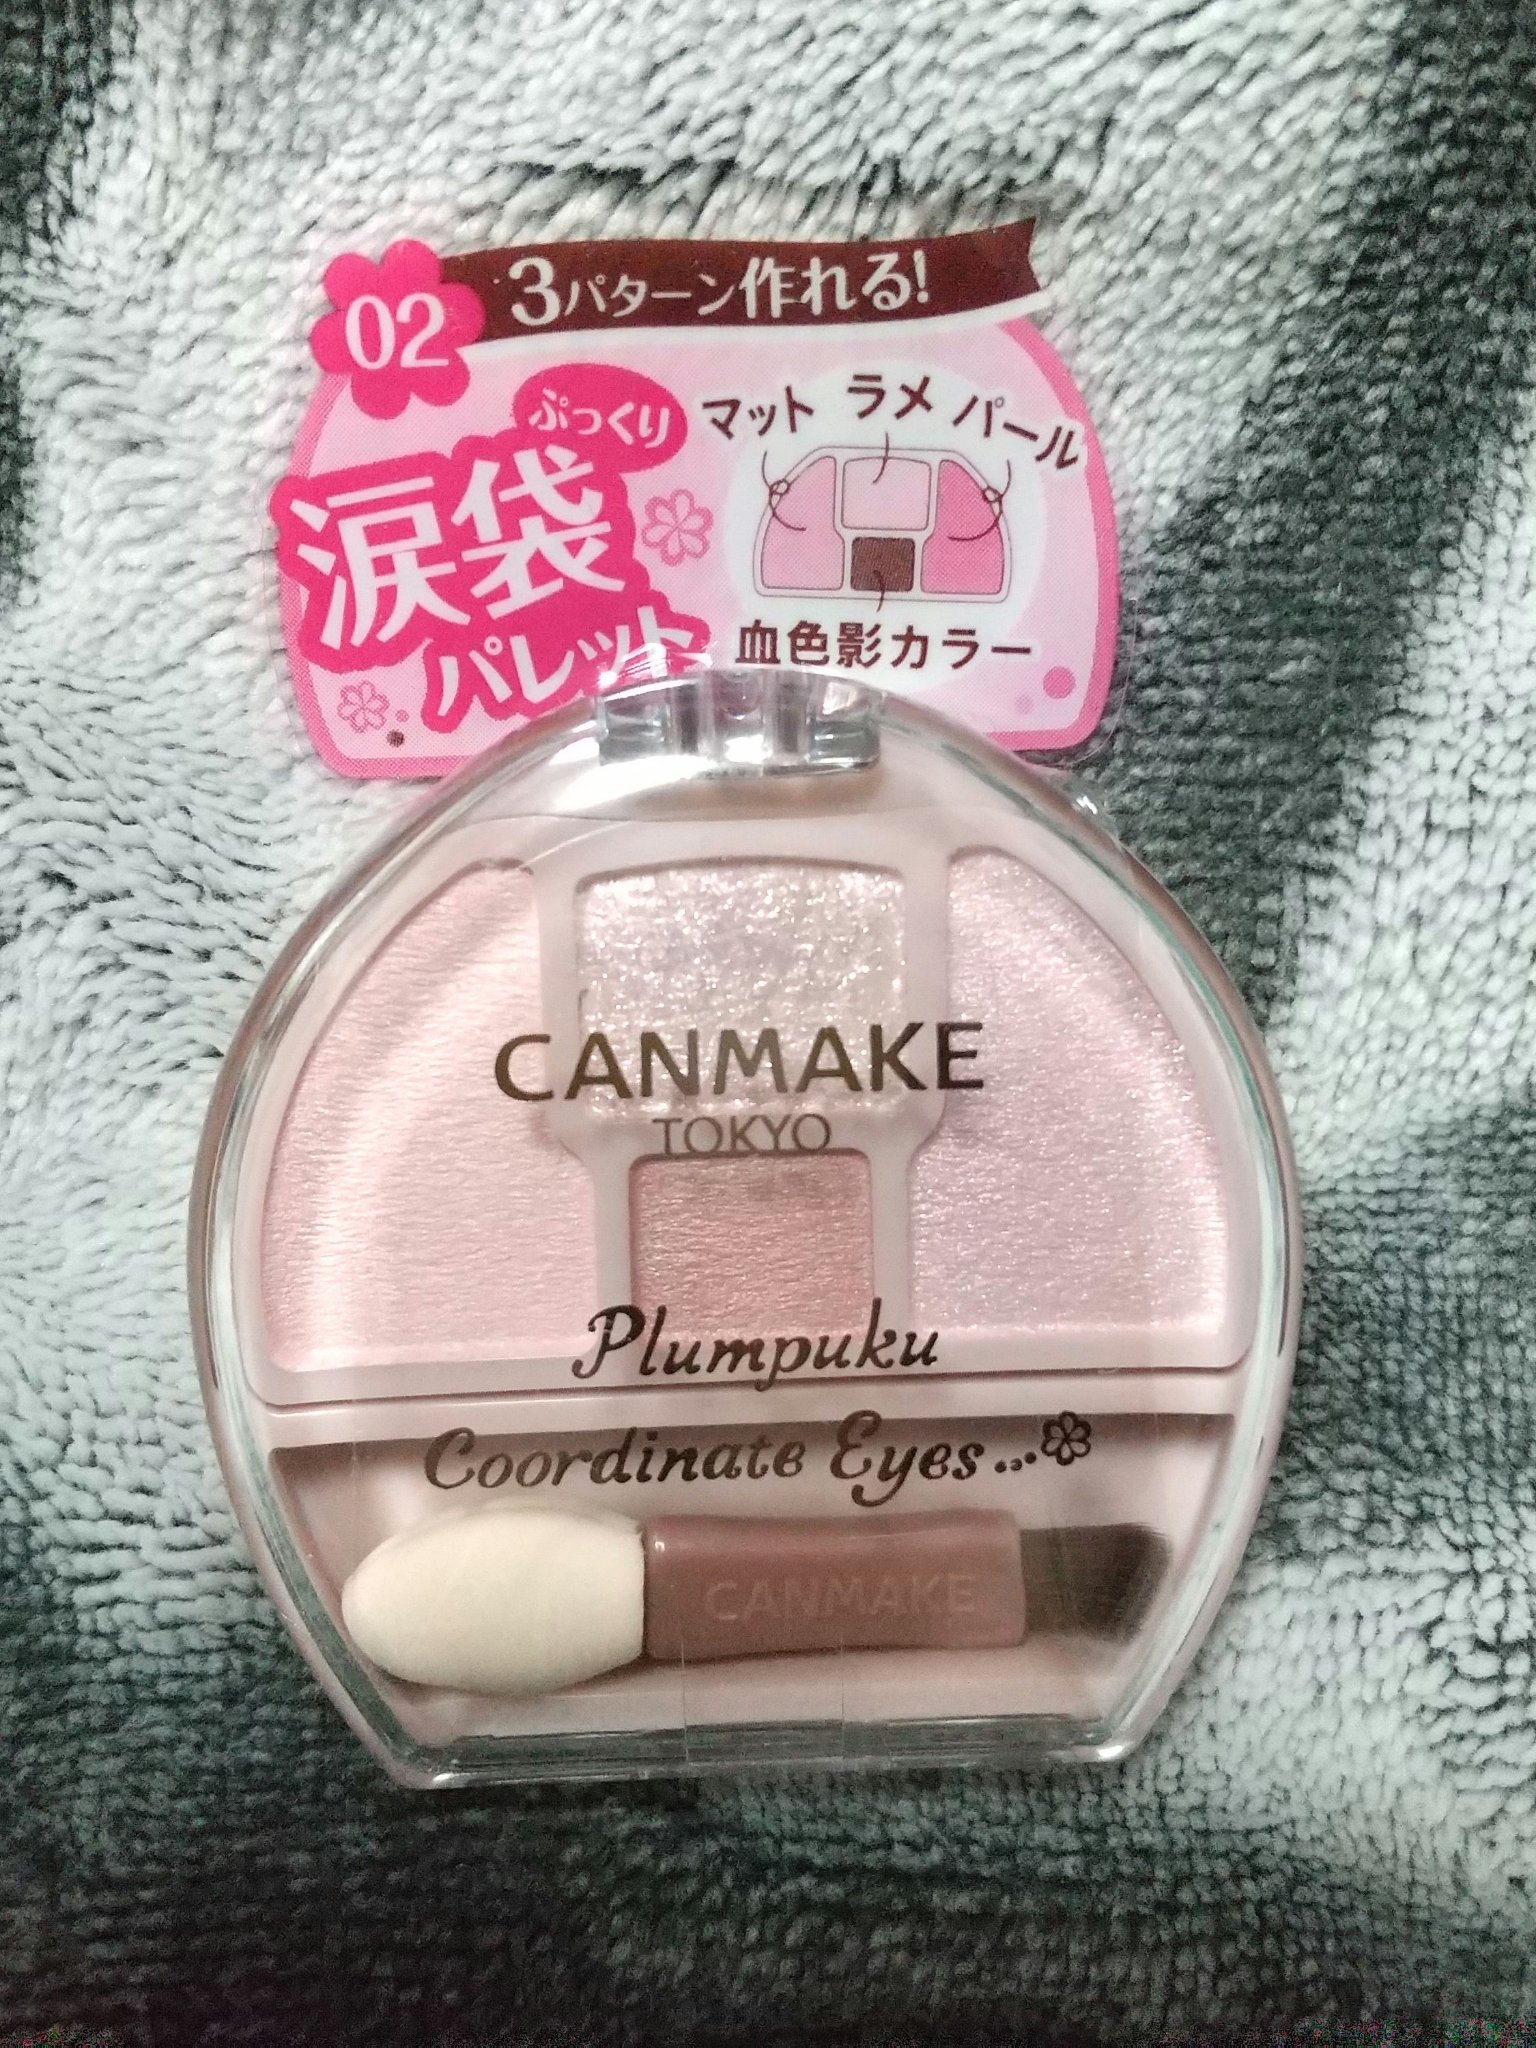 02
3パターン作れる!
ぷっくり
涙袋
パレット
マット ラメ パール
血色影カラー
CANMAKE
TOKYO
Plumpuku
Coordinate Eyes...
CANMAKE